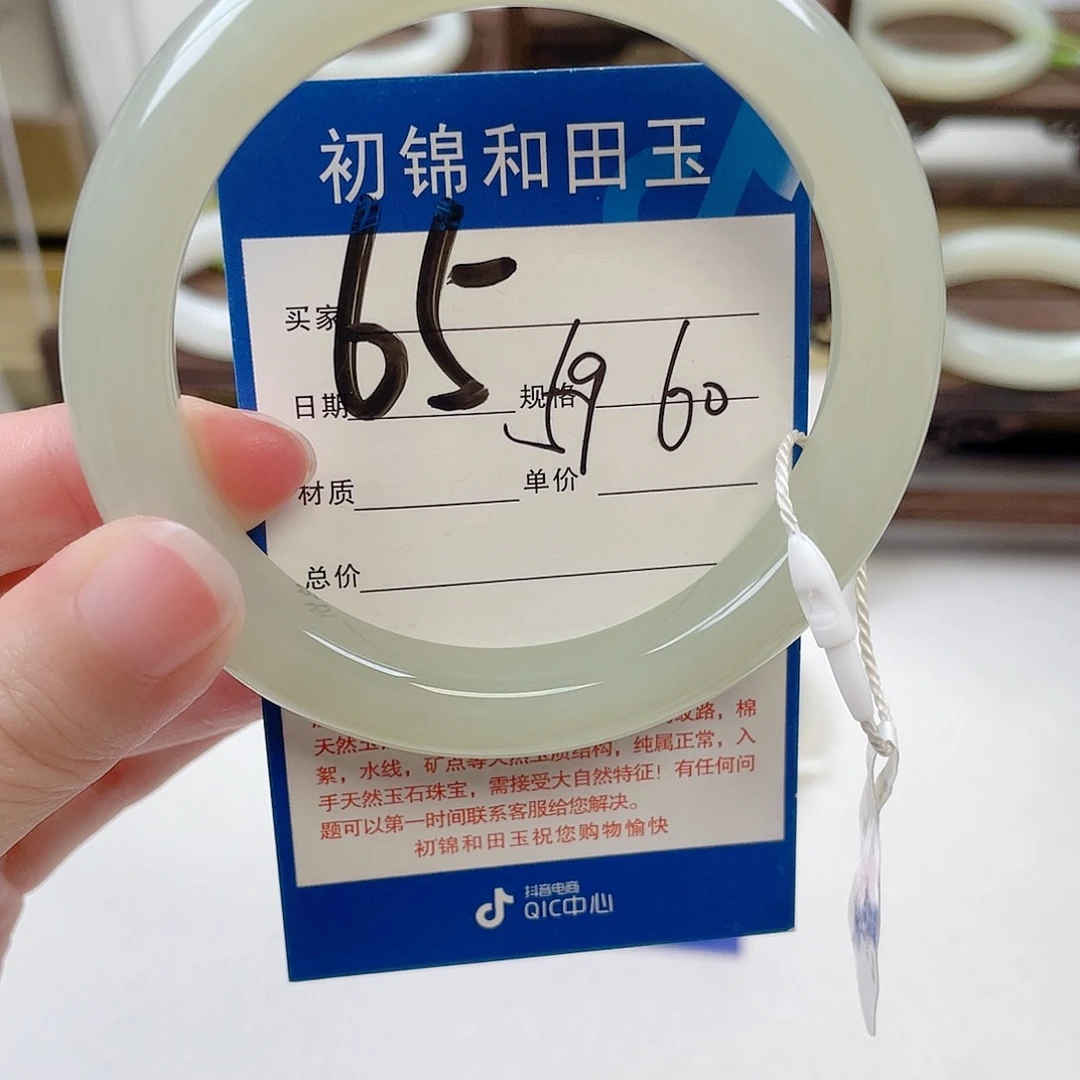 初锦和田玉
65
买家
日期 规格 59 60
材质 单价
总价
岐路，棉
絮，水线，矿点等天然玉质结构，纯属正常，入
手天然玉石珠宝，需接受大自然特征！有任何问
题可以第一时间联系客服给您解决。
初锦和田玉祝您购物愉快
抖音电商
QIC中心